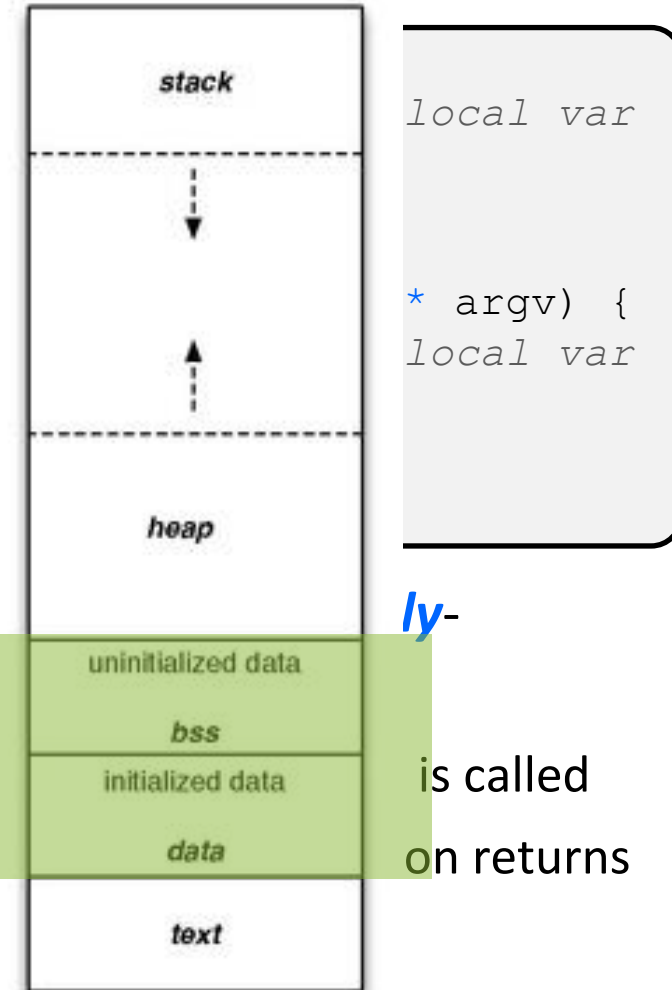 stack
local var
* argv) {
local var
heap
ly-
uninitialized data
bss
is called
initialized data
data
on returns
text